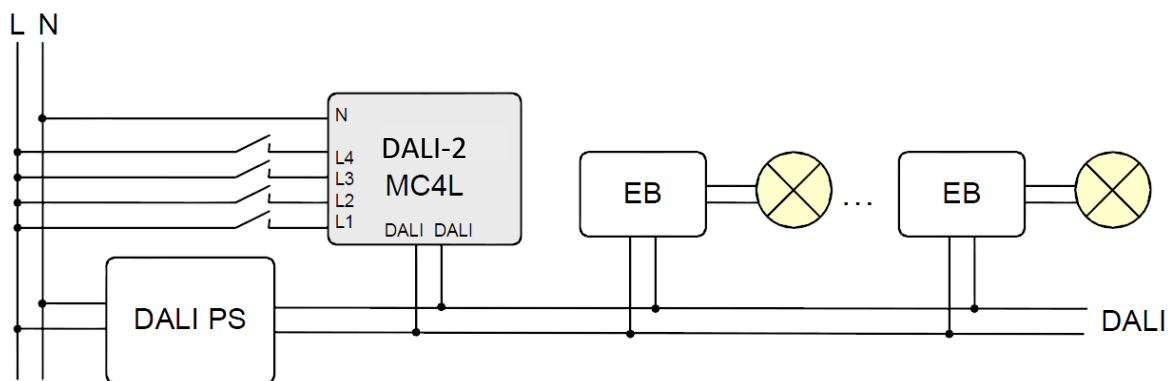 L N
N
L4
L3
L2
L1
DALI-2
MC4L
DALI DALI
EB
...
EB
DALI PS
DALI